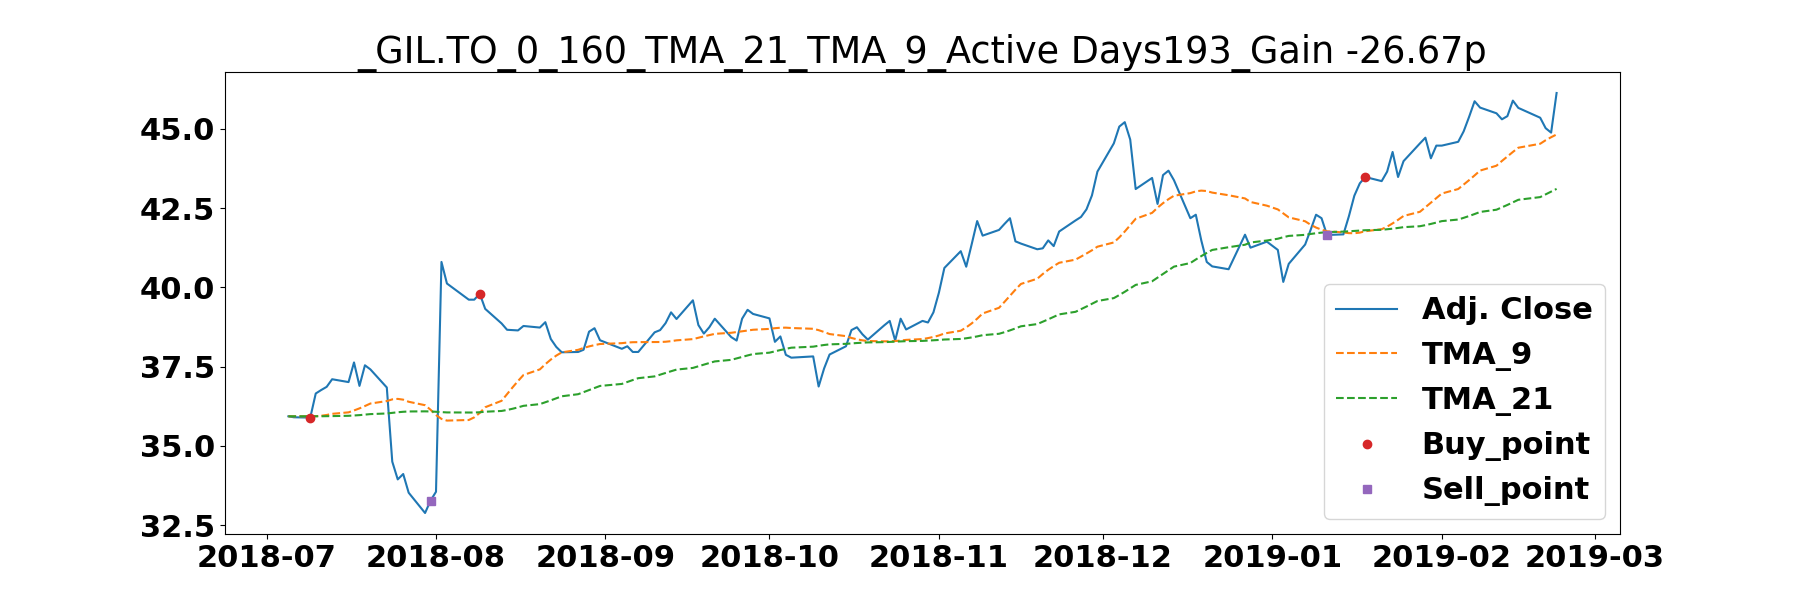 _GIL.TO_0_160_TMA_21_TMA_9_Active Days193_Gain -26.67p
45.0
42.5
40.0
37.5
35.0
32.5
Adj. Close
TMA_9
TMA_21
Buy_point
Sell_point
2018-07 2018-08 2018-09 2018-10 2018-11 2018-12 2019-01 2019-02 2019-03